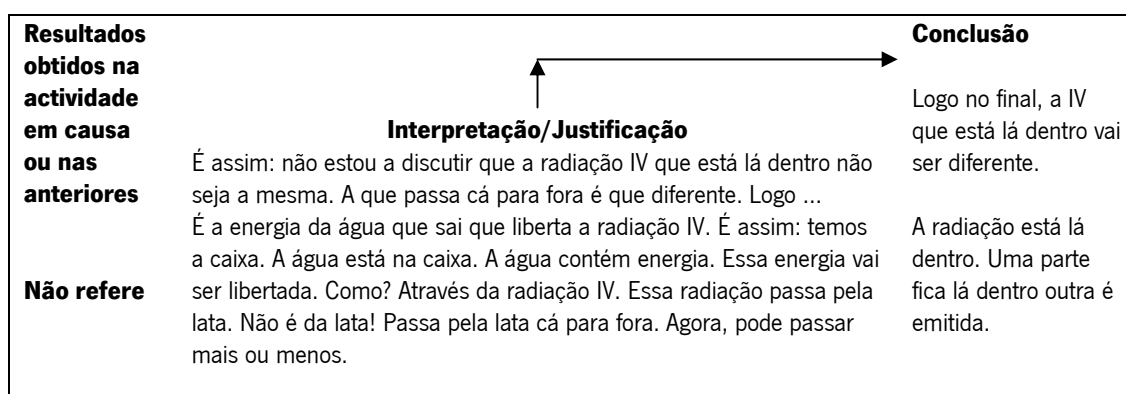 Resultados
obtidos na
actividade
em causa
ou nas
anteriores
Não refere
Interpretação/Justificação
É assim: não estou a discutir que a radiação IV que está lá dentro não
seja a mesma. A que passa cá para fora é que diferente. Logo ...
É a energia da água que sai que liberta a radiação IV. É assim: temos
a caixa. A água está na caixa. A água contém energia. Essa energia vai
ser libertada. Como? Através da radiação IV. Essa radiação passa pela
lata. Não é da lata! Passa pela lata cá para fora. Agora, pode passar
mais ou menos.
Conclusão
Logo no final, a IV
que está lá dentro vai
ser diferente.
A radiação está lá
dentro. Uma parte
fica lá dentro outra é
emitida.